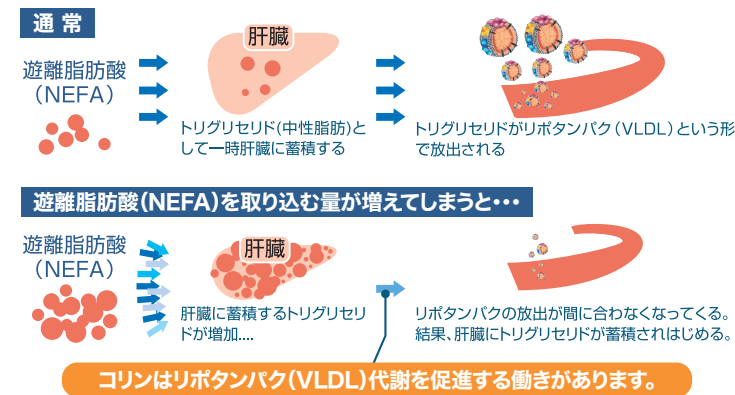 通常
遊離脂肪酸
（NEFA）
肝臓
トリグリセリド(中性脂肪)と
して一時肝臓に蓄積する
トリグリセリドがリポタンパク（VLDL）という形
で放出される
遊離脂肪酸(NEFA)を取り込む量が増えてしまうと･･･
遊離脂肪酸
（NEFA）
肝臓
肝臓に蓄積するトリグリセリ
ドが増加....
リポタンパクの放出が間に合わなくなってくる。
結果、肝臓にトリグリセリドが蓄積されはじめる。
コリンはリポタンパク(VLDL)代謝を促進する働きがあります。